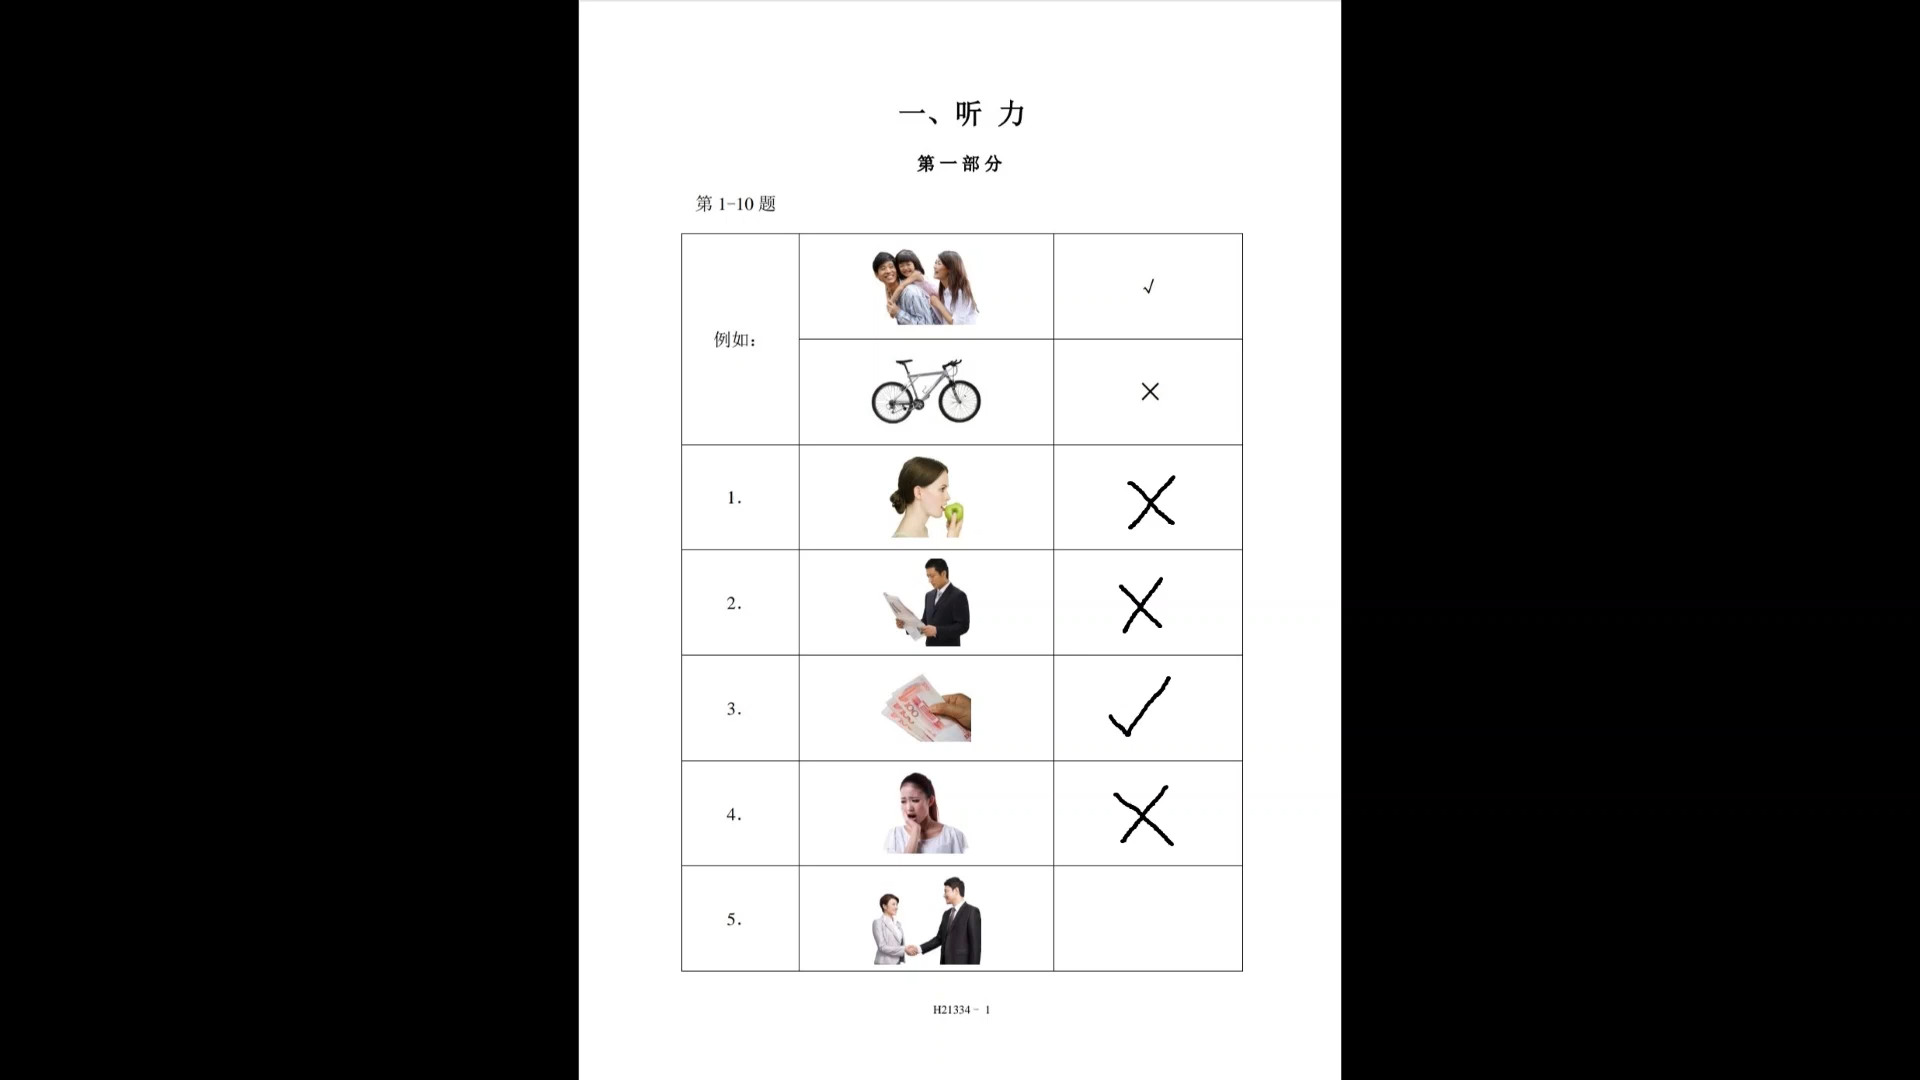 一、听 力
第一部分
第 1-10 题
例如：
√
×
1.
×
2.
×
3.
√
4.
×
5.
H21334－ 1